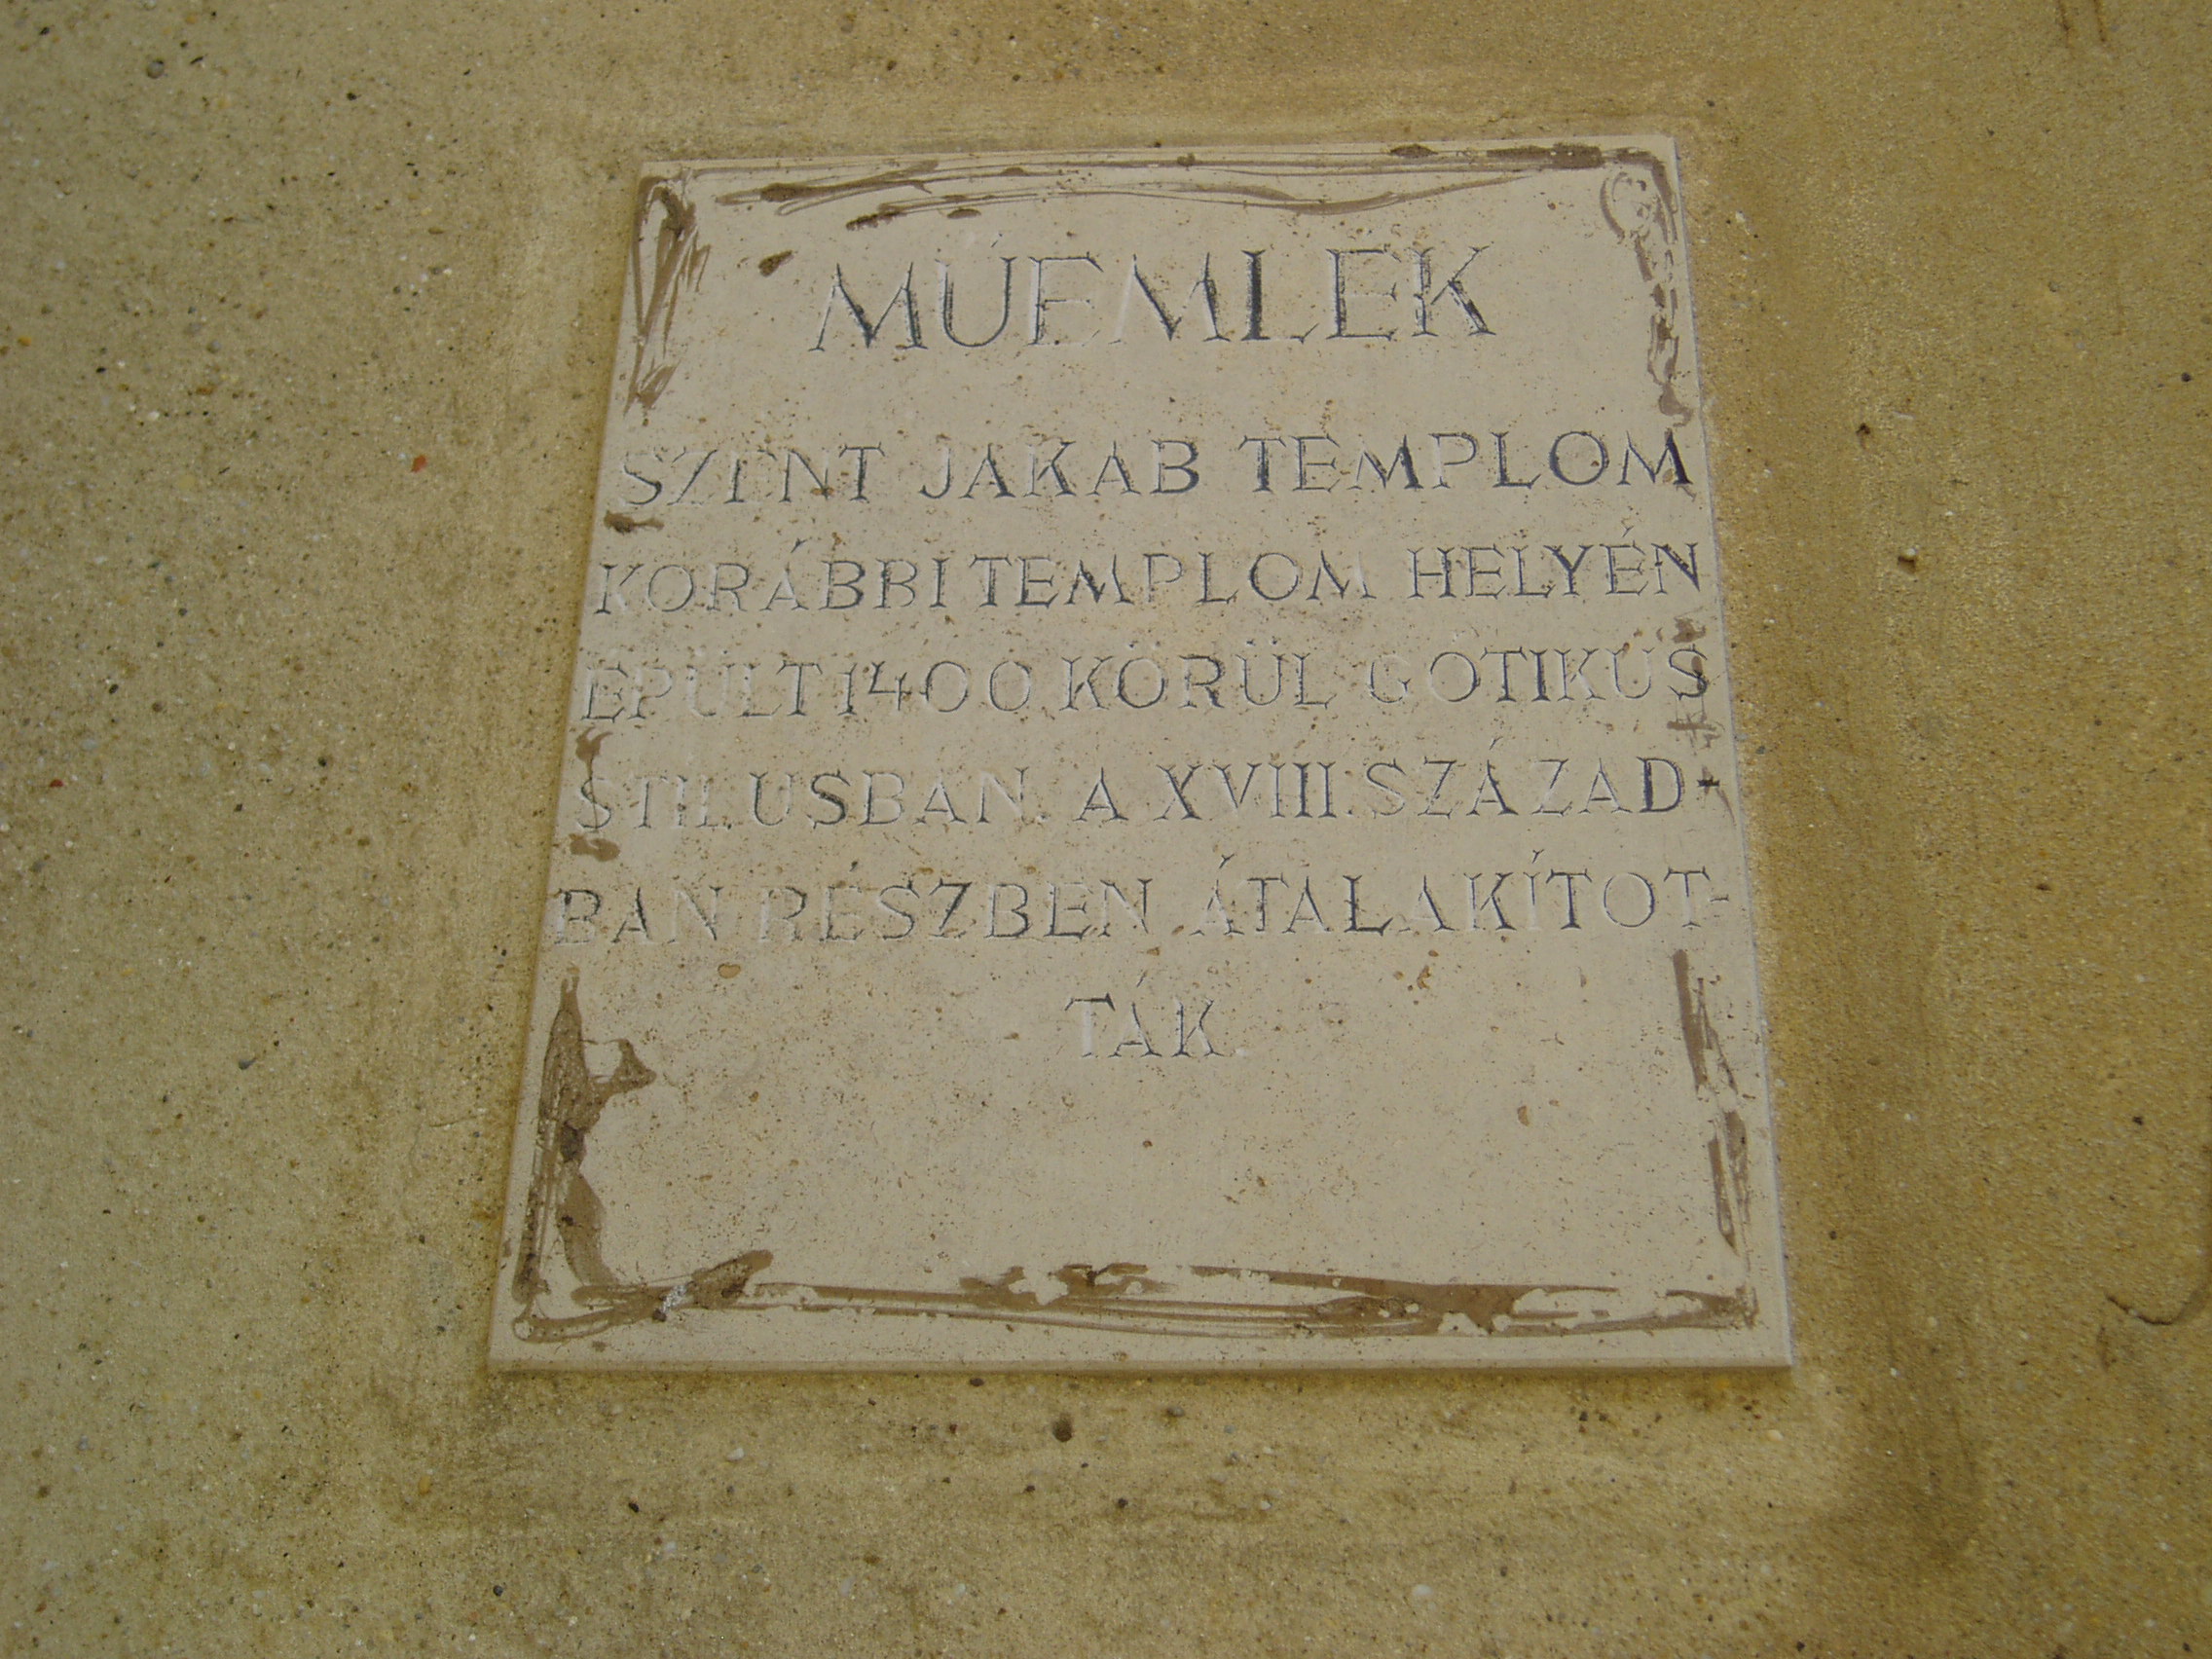 MŰEMLÉK
SZENT JAKAB TEMPLOM
KORÁBBI TEMPLOM HELYÉN
ÉPÜLT 1400 KÖRÜL GÓTIKUS
STILUSBAN. A XVIII. SZÁZAD-
BAN RÉSZBEN ÁTALAKÍTOT-
TÁK.